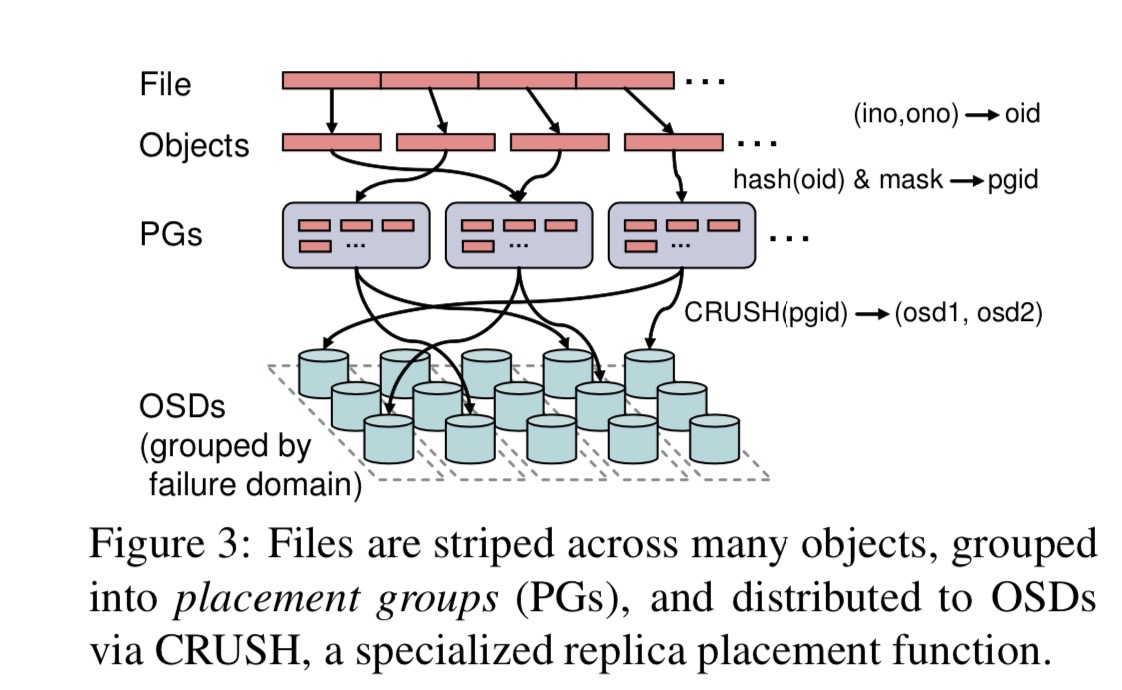 File
(ino,ono) → oid
Objects
hash(oid) & mask → pgid
PGs
CRUSH(pgid) → (osd1, osd2)
OSDs
(grouped by
failure domain)
Figure 3: Files are striped across many objects, grouped
into placement groups (PGs), and distributed to OSDs
via CRUSH, a specialized replica placement function.